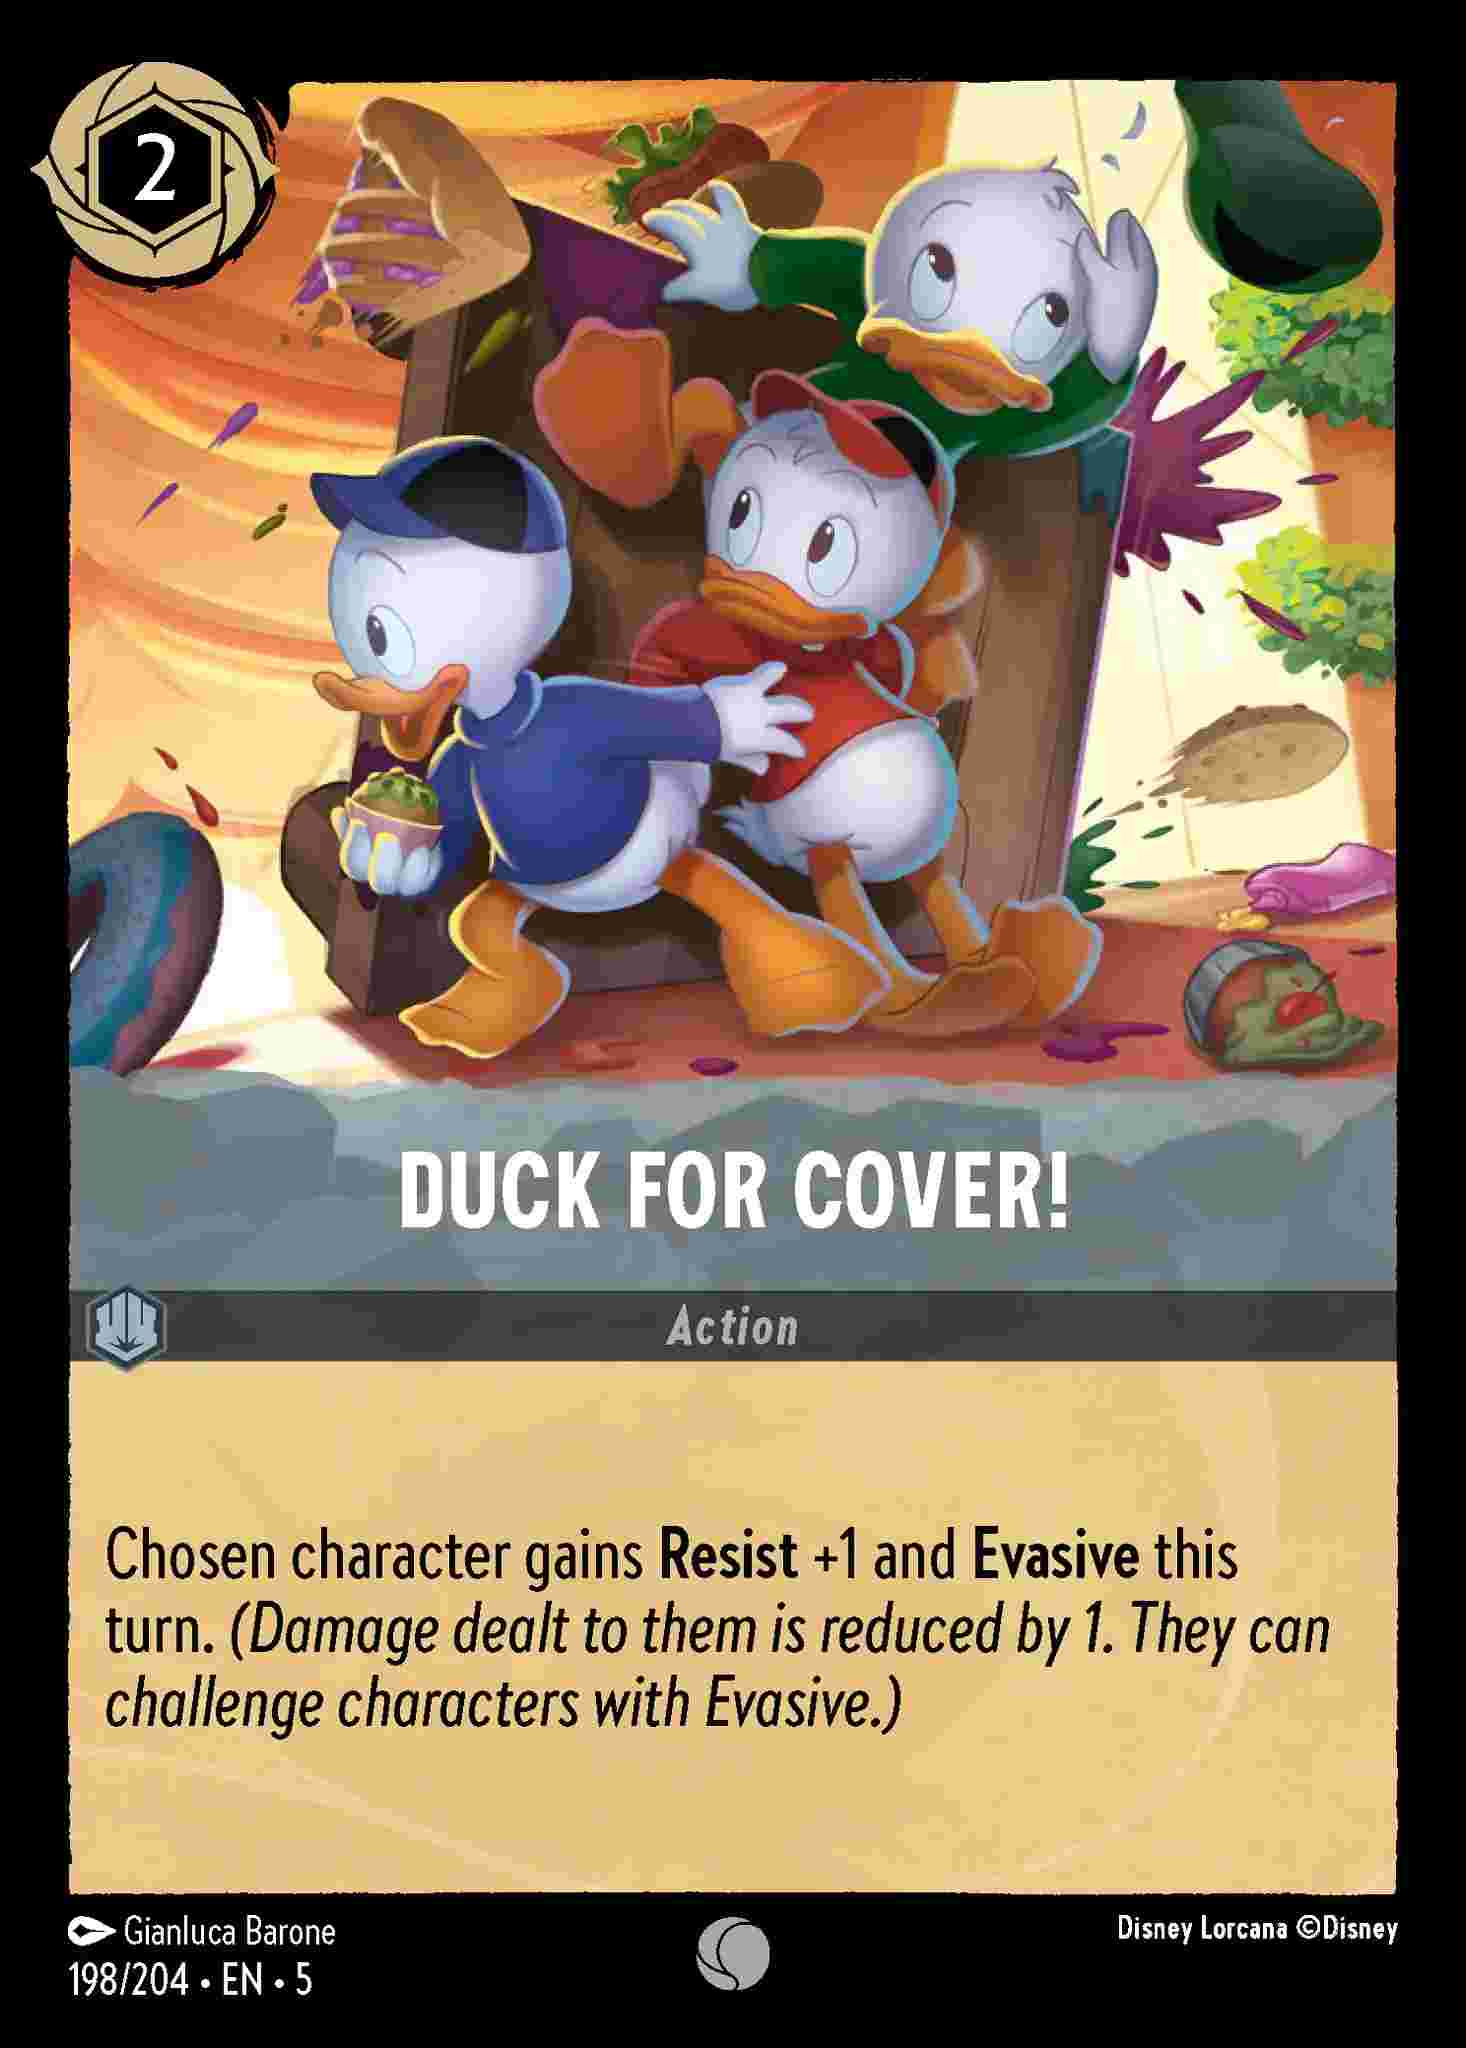 2
DUCK FOR COVER!
Action
Chosen character gains Resist +1 and Evasive this
turn. (Damage dealt to them is reduced by 1. They can
challenge characters with Evasive.)
Gianluca Barone
Disney Lorcana ©Disney
198/204 • EN • 5